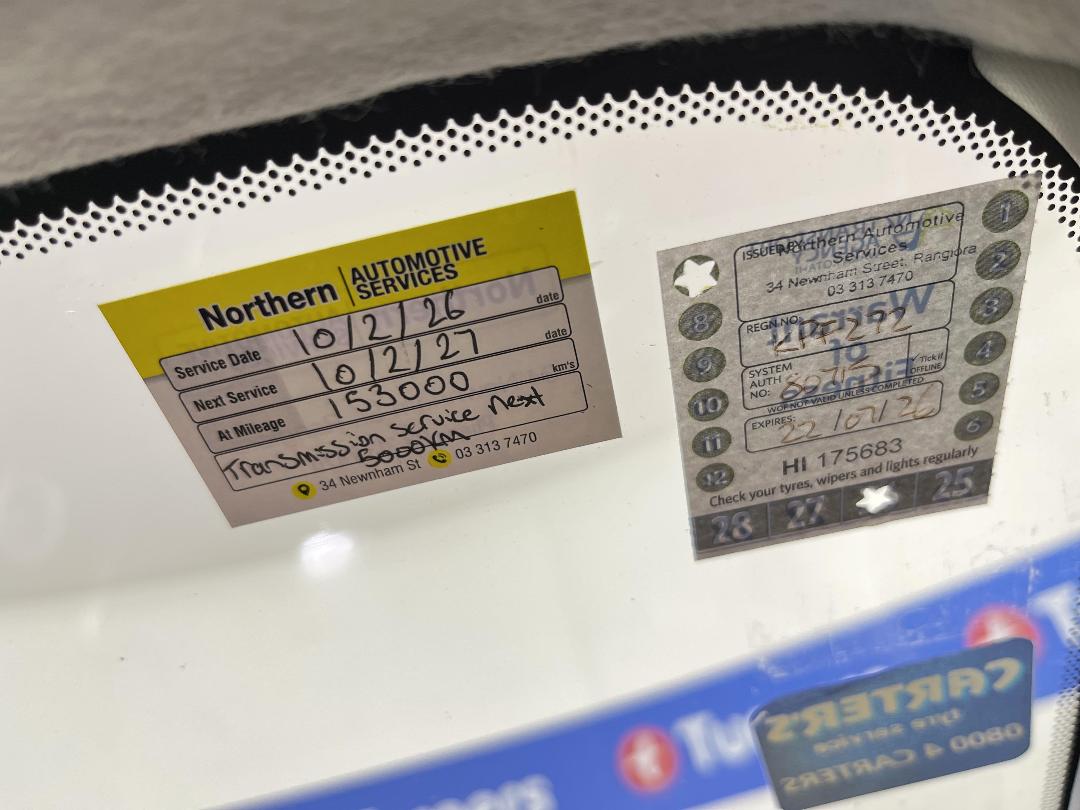 Northern AUTOMOTIVE SERVICES
Service Date 10/2/26 date
Next Service 10/2/27 date
At Mileage 153000 km's
Transmission service Next
5000KM
34 Newnham St 03 313 7470
ISSUED BY Northern Automotive
Services
34 Newnham Street, Rangiora
03 313 7470
REGN NO:
SYSTEM AUTH NO:
✓ Tick if OFFLINE
WOF NOT VALID UNLESS COMPLETED
EXPIRES: 22/07/26
HI 175683
Check your tyres, wipers and lights regularly
1
2
3
4
5
6
8
9
10
11
12
28 27 25
Warrant
of
Fitness
CARTER'S
tyre service
0800 4 CARTERS